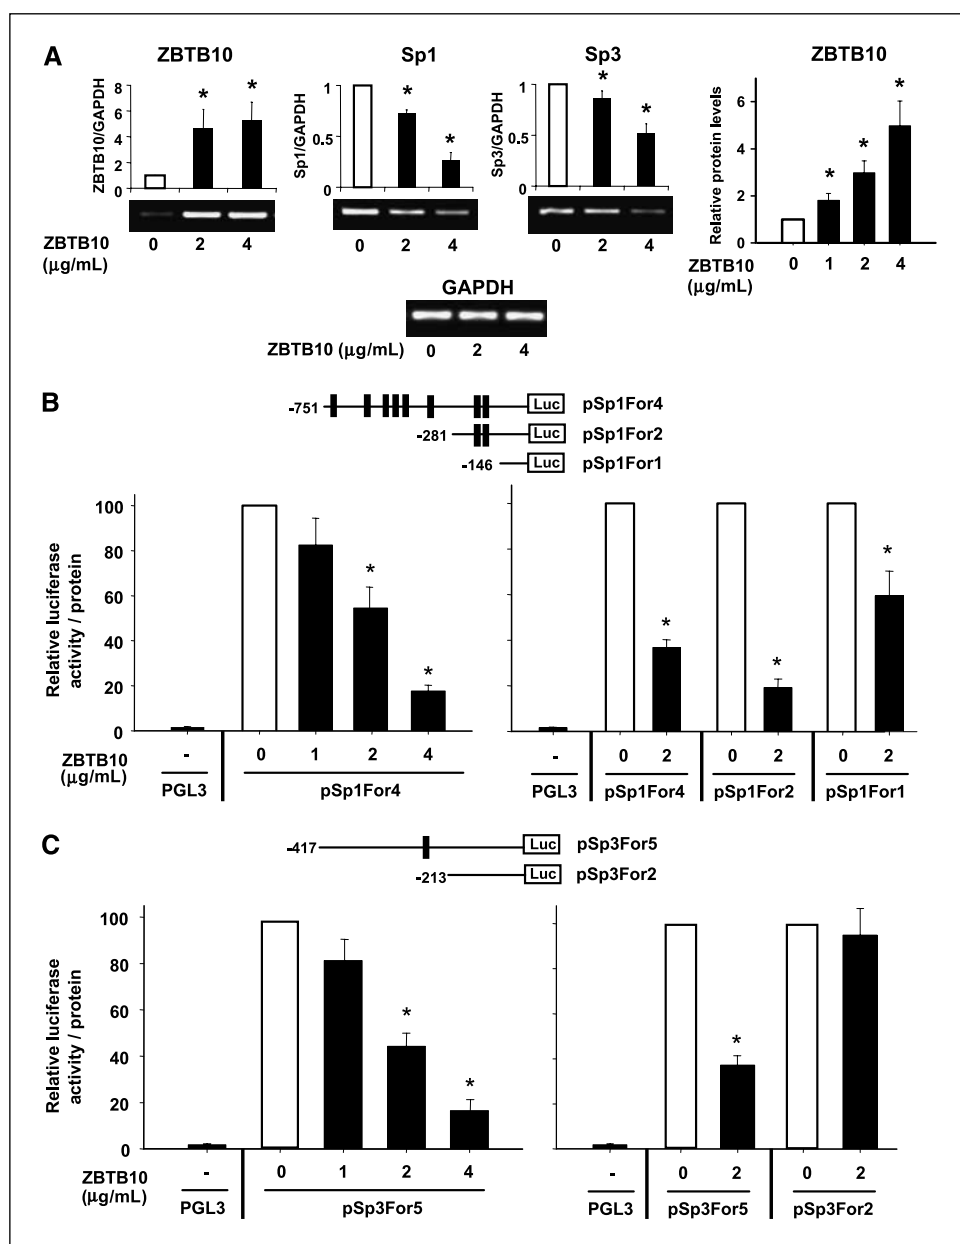 A
ZBTB10
ZBTB10/GAPDH
8
6
4
2
0
ZBTB10
(μg/mL)
0 2 4
Sp1
Sp1/GAPDH
1
0.5
0
0 2 4
Sp3
Sp3/GAPDH
1
0.5
0
0 2 4
ZBTB10
Relative protein levels
6
4
2
0
* * *
ZBTB10
(μg/mL)
0 1 2 4
GAPDH
ZBTB10 (μg/mL) 0 2 4
B
-751 Luc pSp1For4
-281 Luc pSp1For2
-146 Luc pSp1For1
Relative luciferase
activity / protein
100
80
60
40
20
0
* *
ZBTB10
(μg/mL)
- 0 1 2 4
PGL3 pSp1For4
* * *
- 0 2 0 2 0 2
PGL3 pSp1For4 pSp1For2 pSp1For1
C
-417 Luc pSp3For5
-213 Luc pSp3For2
Relative luciferase
activity / protein
100
80
60
40
20
0
* *
ZBTB10
(μg/mL)
- 0 1 2 4
PGL3 pSp3For5
*
- 0 2 0 2
PGL3 pSp3For5 pSp3For2